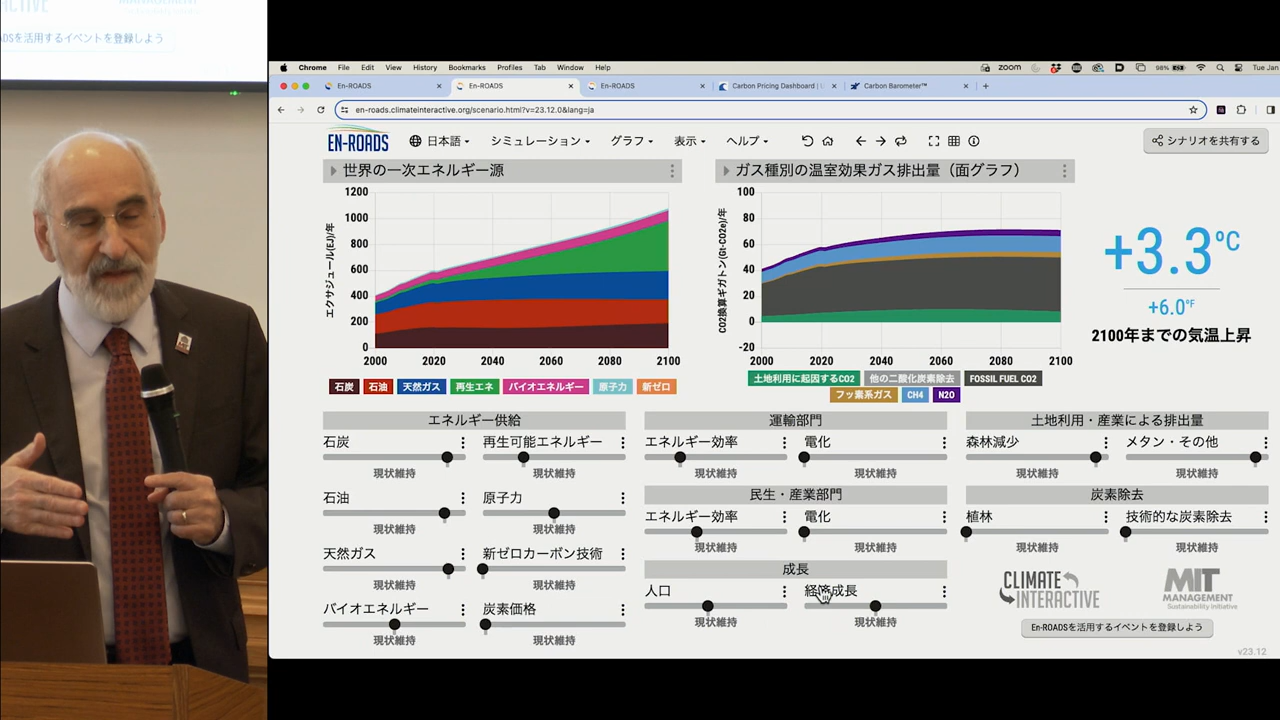 ACTIVE
MANAGEMENT
Sustainability Initiative
ROADSを活用するイベントを登録しよう
Chrome File Edit View History Bookmarks Profiles Tab Window Help
zoom 98% Tue Jan
En-ROADS × En-ROADS × En-ROADS × Carbon Pricing Dashboard | U × Carbon Barometer™ × +
en-roads.climateinteractive.org/scenario.html?v=23.12.0&lang=ja
EN-ROADS 日本語 シミュレーション グラフ 表示 ヘルプ シナリオを共有する
世界の一次エネルギー源
エクサジュール(EJ)/年
1200
1000
800
600
400
200
0
2000 2020 2040 2060 2080 2100
石炭 石油 天然ガス 再生エネ バイオエネルギー 原子力 新ゼロ
ガス種別の温室効果ガス排出量（面グラフ）
CO2換算ギガトン(Gt-CO2e)/年
100
80
60
40
20
0
-20
2000 2020 2040 2060 2080 2100
土地利用に起因するCO2 他の二酸化炭素除去 FOSSIL FUEL CO2
フッ素系ガス CH4 N2O
+3.3°C
+6.0°F
2100年までの気温上昇
エネルギー供給
石炭 再生可能エネルギー
現状維持 現状維持
石油 原子力
現状維持 現状維持
天然ガス 新ゼロカーボン技術
現状維持 現状維持
バイオエネルギー 炭素価格
現状維持 現状維持
運輸部門
エネルギー効率 電化
現状維持 現状維持
民生・産業部門
エネルギー効率 電化
現状維持 現状維持
成長
人口 経済成長
現状維持 現状維持
土地利用・産業による排出量
森林減少 メタン・その他
現状維持 現状維持
炭素除去
植林 技術的な炭素除去
現状維持 現状維持
CLIMATE
INTERACTIVE
MIT
MANAGEMENT
Sustainability Initiative
En-ROADSを活用するイベントを登録しよう
v23.12